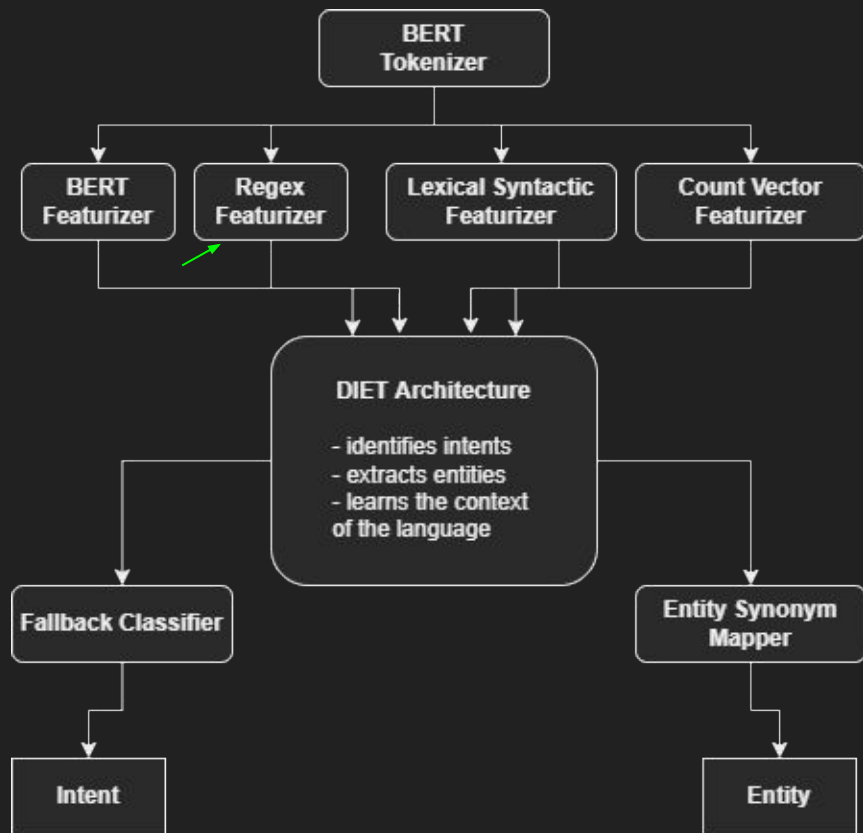 BERT
Tokenizer
BERT
Featurizer
Regex
Featurizer
Lexical Syntactic
Featurizer
Count Vector
Featurizer
DIET Architecture
- identifies intents
- extracts entities
- learns the context
of the language
Fallback Classifier
Entity Synonym
Mapper
Intent
Entity